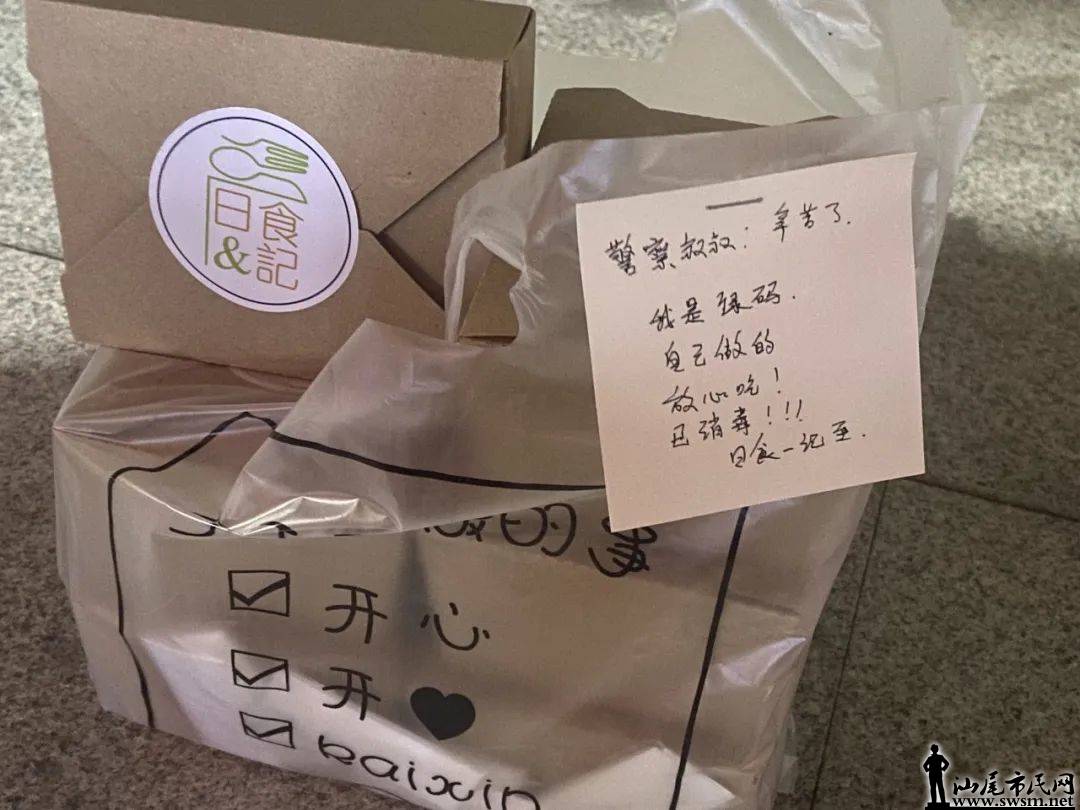 日食
&記
警察叔叔：辛苦了.
我是绿码.
自己做的
放心吃！
已消毒！!!
日食一记至.
的事
开心
开
kaixin
汕尾市民网
www.swsm.net